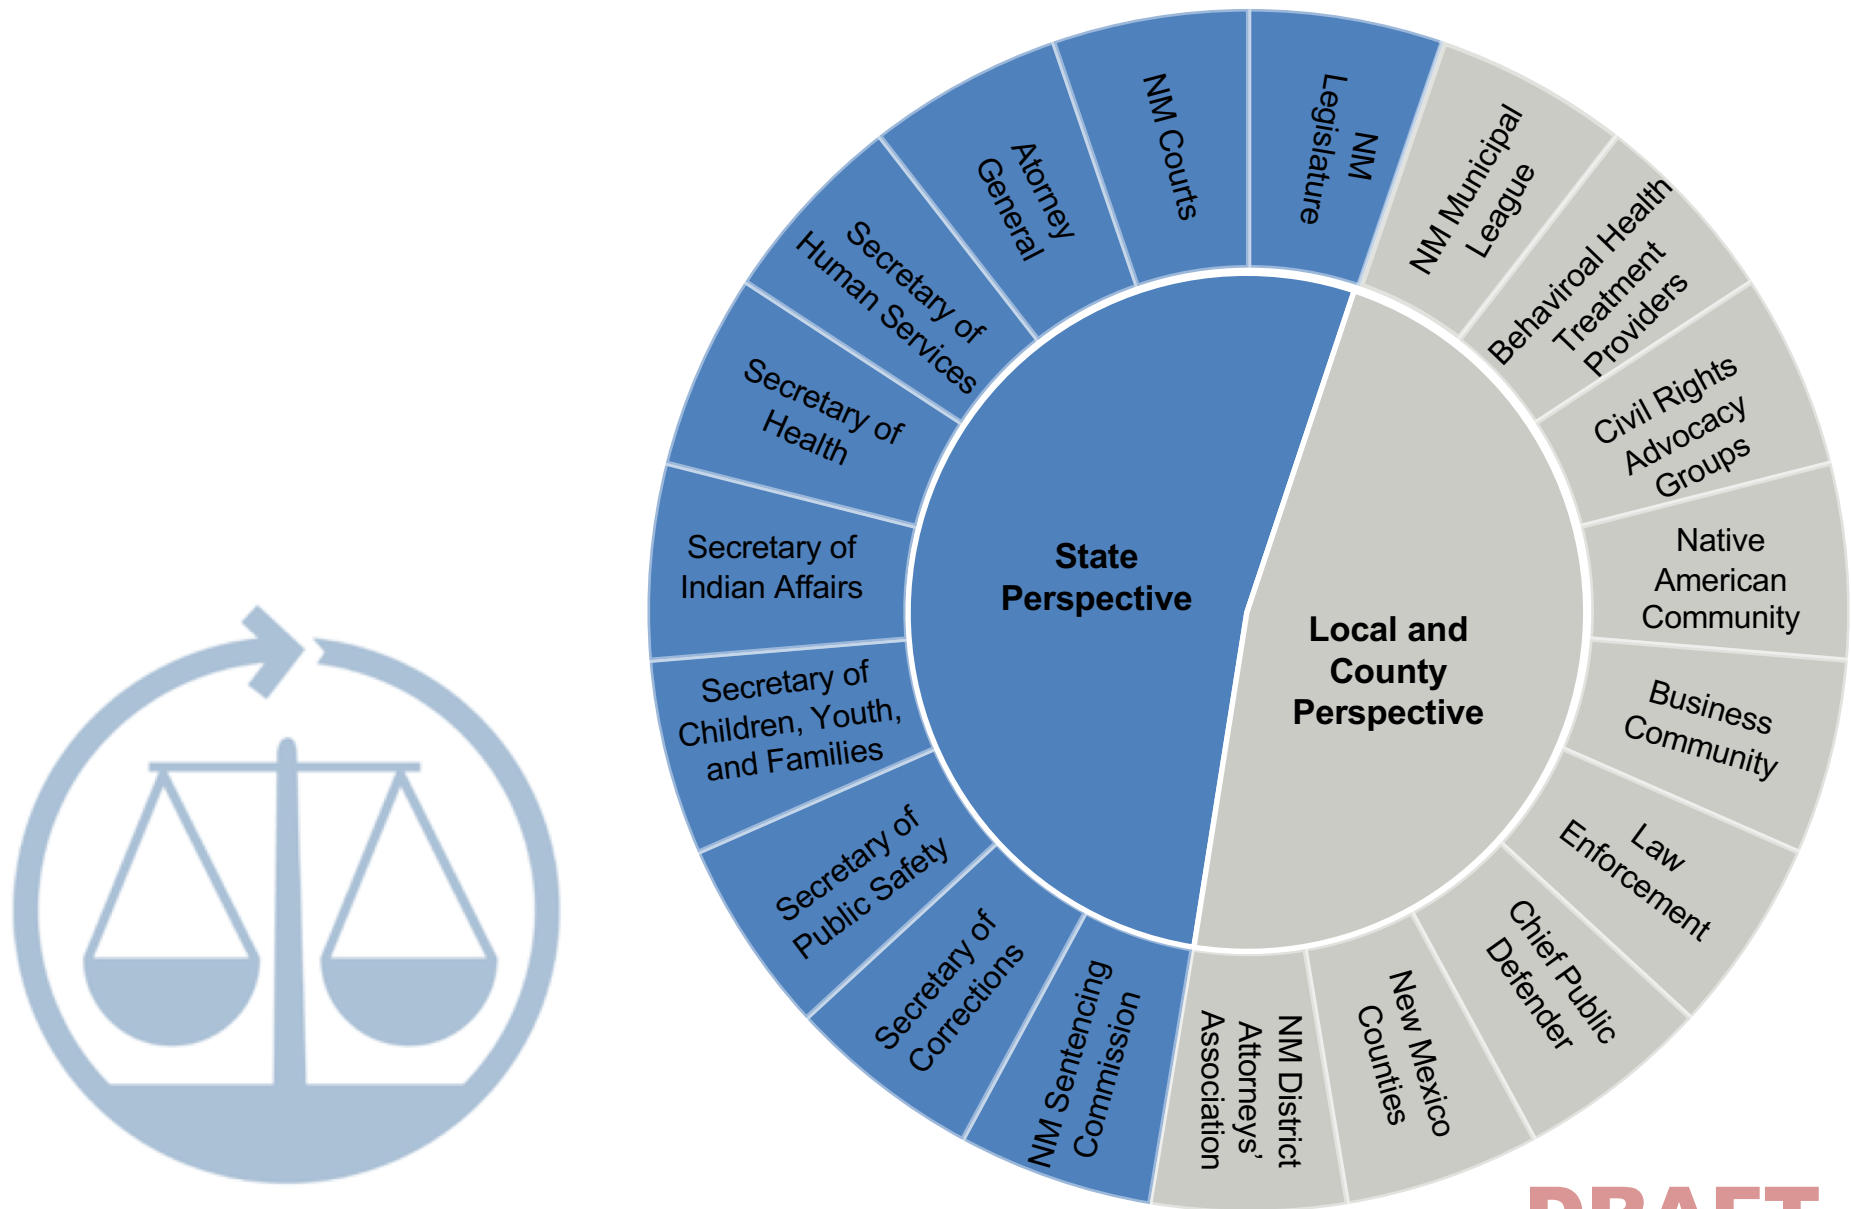 NM
Legislature
NM Municipal
League
Behaviroal Health
Treatment
Providers
Civil Rights
Advocacy
Groups
Native
American
Community
Business
Community
Law
Enforcement
Chief Public
Defender
New Mexico
Counties
NM District
Attorneys’
Association
NM Sentencing
Commission
Secretary of
Corrections
Secretary of
Public Safety
Secretary of
Children, Youth,
and Families
Secretary of
Indian Affairs
Secretary of
Health
Secretary of
Human Services
Atorney
General
NM Courts
State
Perspective
Local and
County
Perspective
DRAFT